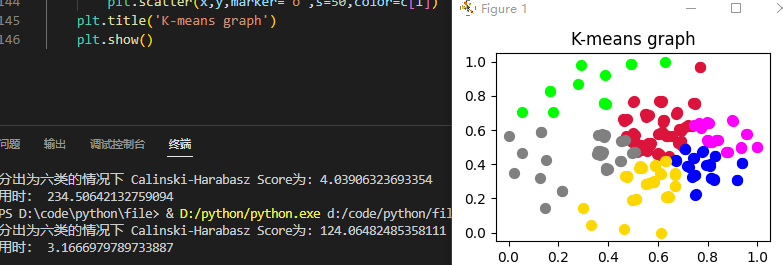 144 plt.scatter(x,y,marker='o',s=50,color=c[i])
145 plt.title('K-means graph')
146 plt.show()
问题 输出 调试控制台 终端
分出为六类的情况下 Calinski-Harabasz Score为: 4.03906323693354
用时: 234.50642132759094
PS D:\code\python\file> & D:/python/python.exe d:/code/python/fil
分出为六类的情况下 Calinski-Harabasz Score为: 124.06482485358111
用时: 3.1666979789733887
Figure 1
K-means graph
1.0
0.8
0.6
0.4
0.2
0.0
0.0 0.2 0.4 0.6 0.8 1.0